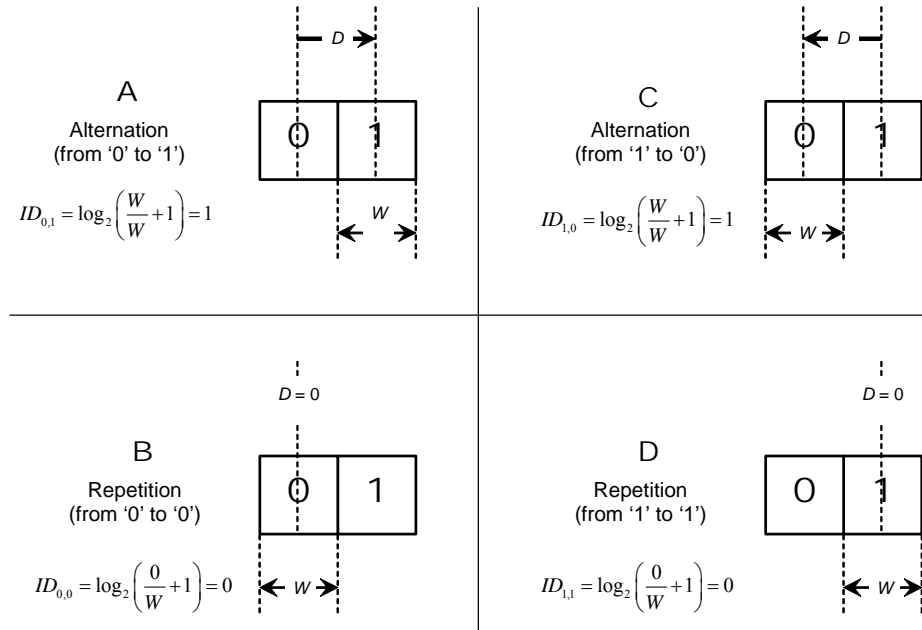 D
A
Alternation
(from ‘0’ to ‘1’)
0 1
ID0,1 = log2(W/W + 1) = 1
W
D
C
Alternation
(from ‘1’ to ‘0’)
0 1
ID1,0 = log2(W/W + 1) = 1
W
D = 0
B
Repetition
(from ‘0’ to ‘0’)
0 1
ID0,0 = log2(0/W + 1) = 0
W
D = 0
D
Repetition
(from ‘1’ to ‘1’)
0 1
ID1,1 = log2(0/W + 1) = 0
W